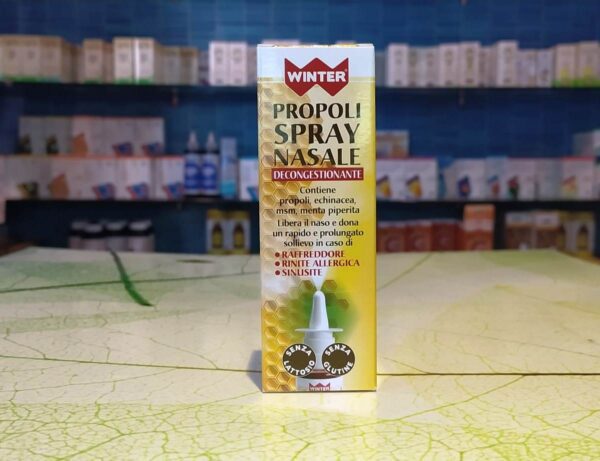 WINTER
PROPOLI
SPRAY
NASALE
DECONGESTIONANTE
Contiene
propoli, echinacea,
msm, menta piperita
Libera il naso e dona
un rapido e prolungato
sollievo in caso di
• RAFFREDDORE
• RINITE ALLERGICA
• SINUSITE
SENZA
LATTOSIO
SENZA
GLUTINE
WINTER